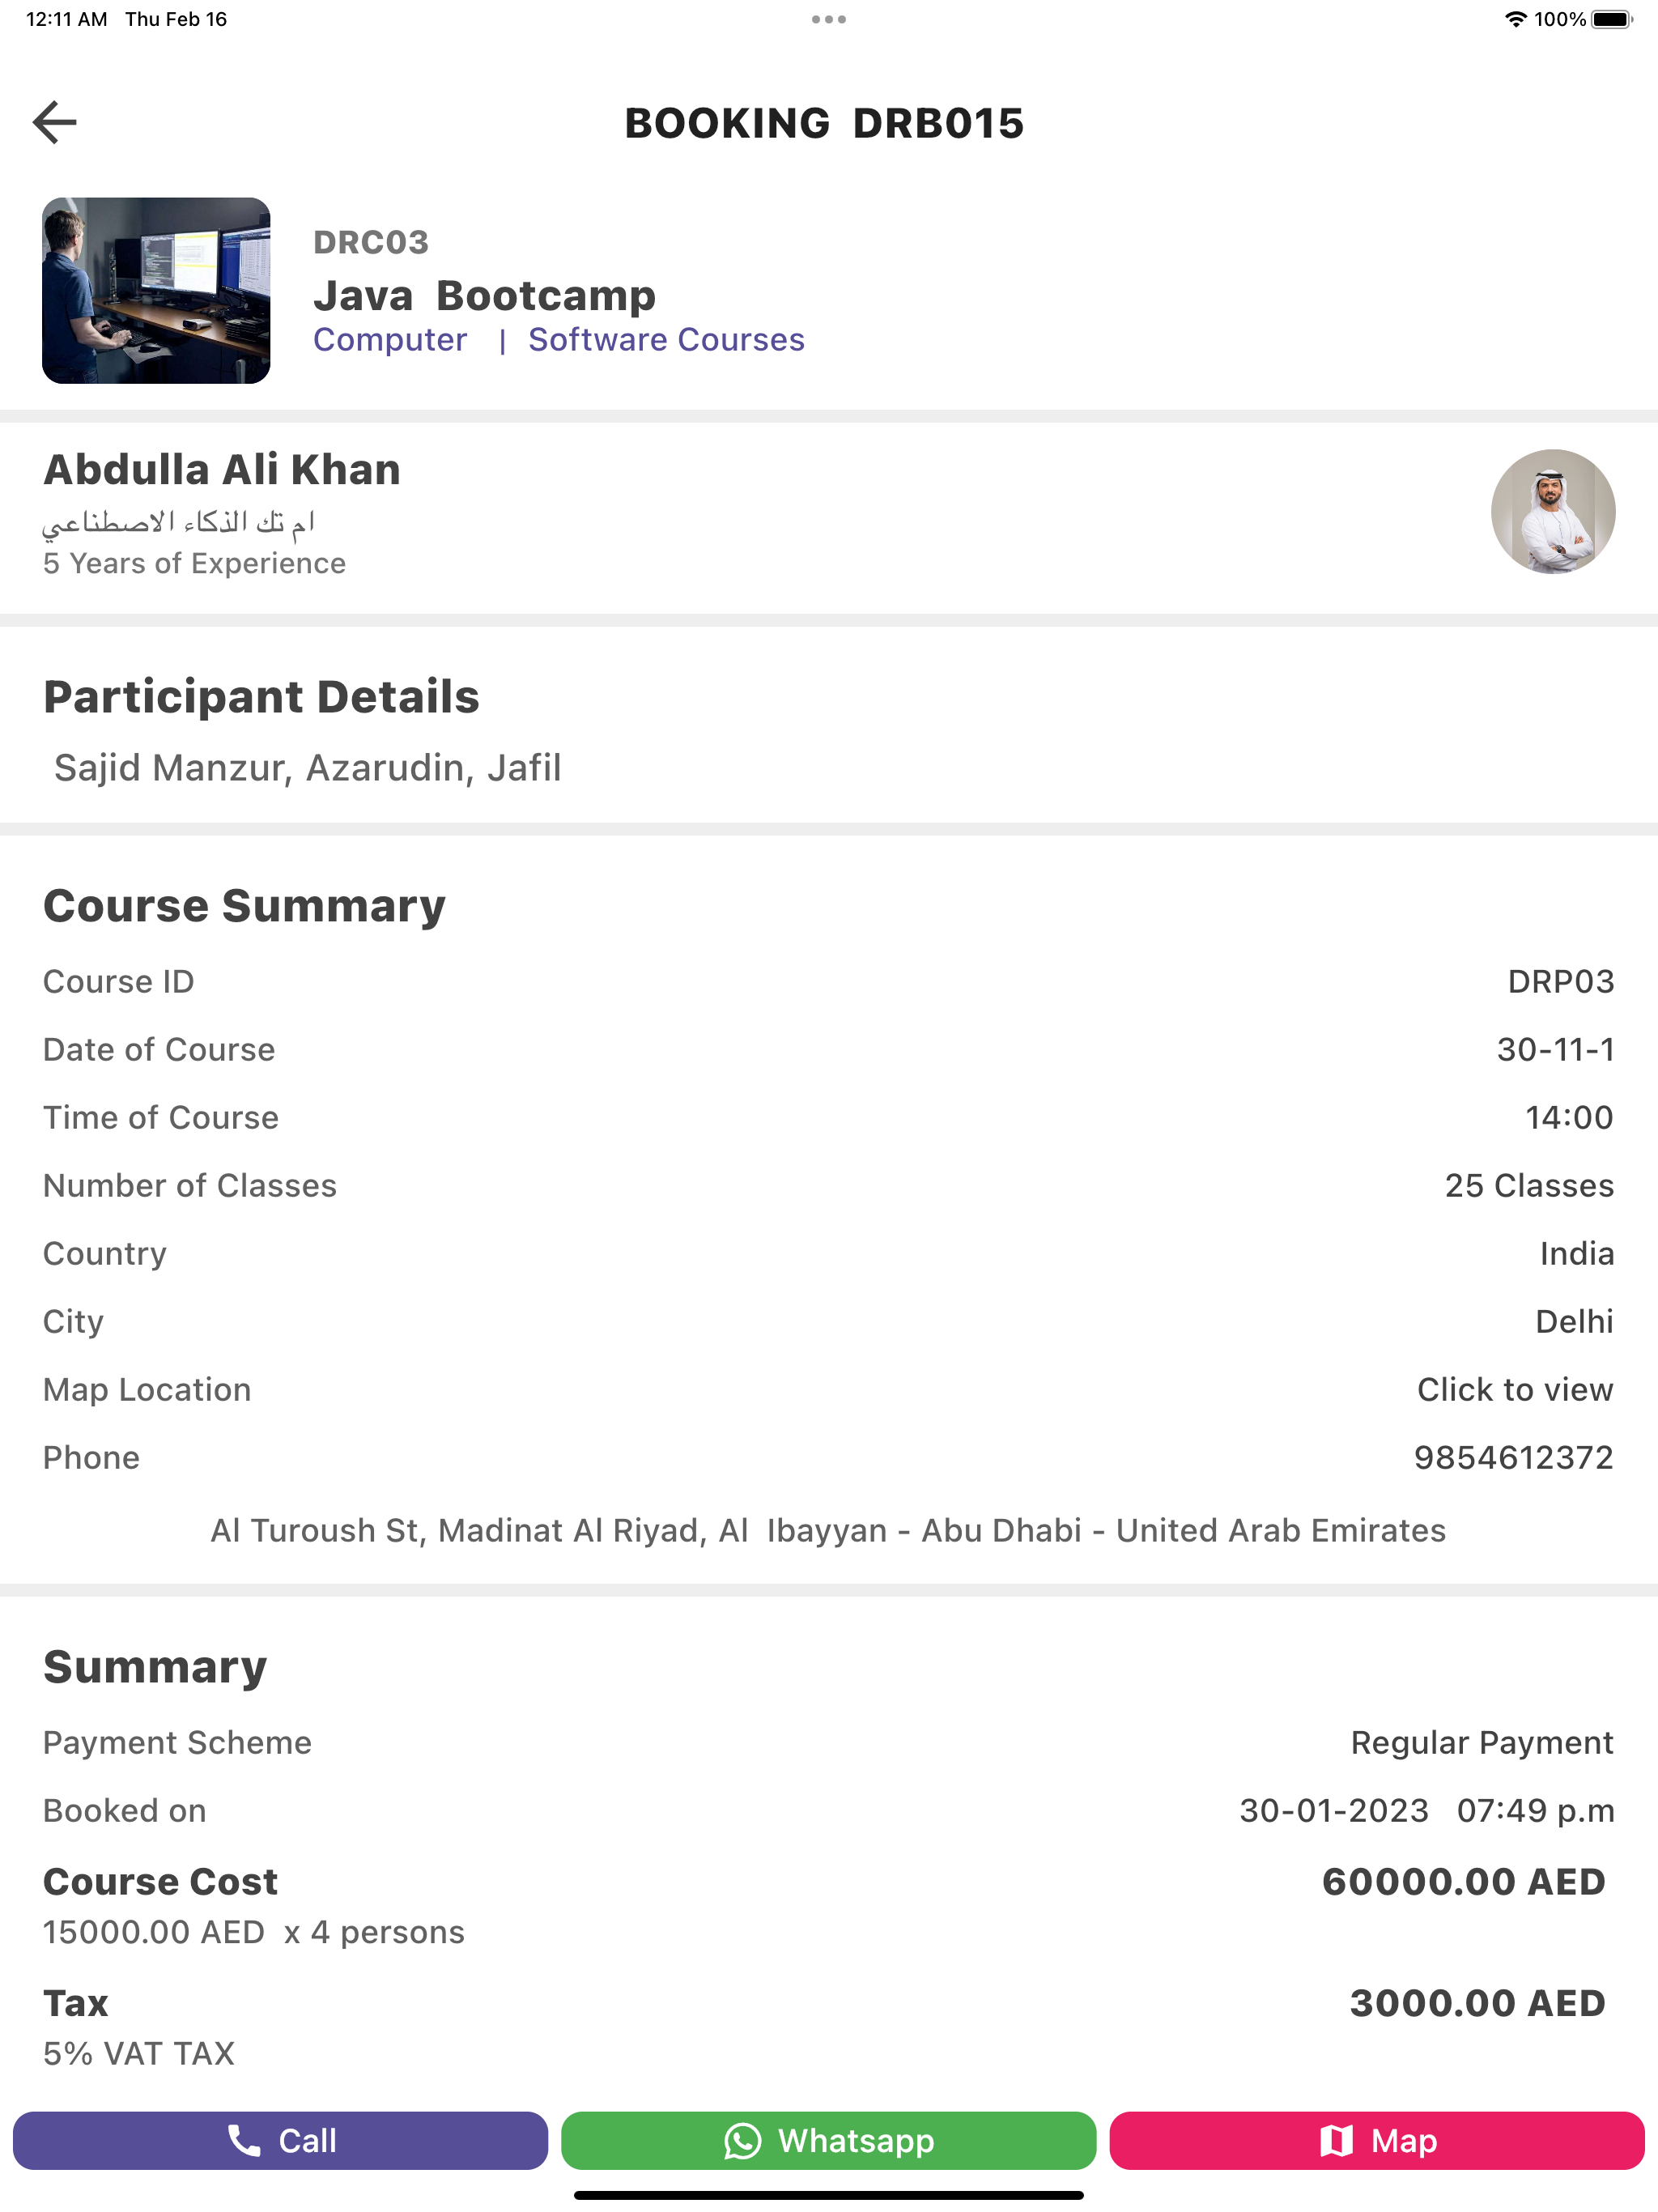 12:11 AM Thu Feb 16
100%
BOOKING DRB015
DRC03
Java Bootcamp
Computer | Software Courses
Abdulla Ali Khan
ام تك الذكاء الاصطناعي
5 Years of Experience
Participant Details
Sajid Manzur, Azarudin, Jafil
Course Summary
Course ID DRP03
Date of Course 30-11-1
Time of Course 14:00
Number of Classes 25 Classes
Country India
City Delhi
Map Location Click to view
Phone 9854612372
Al Turoush St, Madinat Al Riyad, Al Ibayyan - Abu Dhabi - United Arab Emirates
Summary
Payment Scheme Regular Payment
Booked on 30-01-2023 07:49 p.m
Course Cost 60000.00 AED
15000.00 AED x 4 persons
Tax 3000.00 AED
5% VAT TAX
Call Whatsapp Map